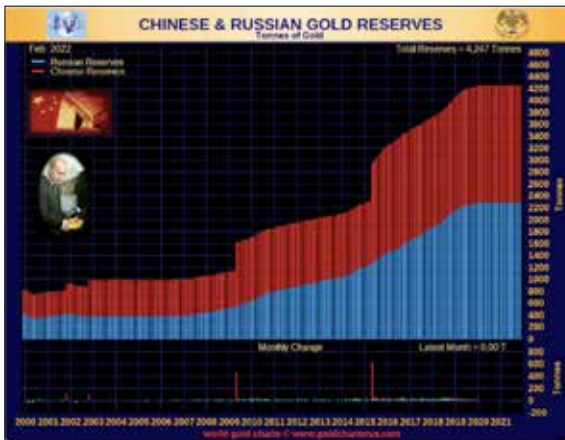 CHINESE & RUSSIAN GOLD RESERVES
Tonnes of Gold
Feb 2022
Total Reserves = 4,247 Tonnes
Russian Reserves
Chinese Reserves
4800
4600
4400
4200
4000
3800
3600
3400
3200
3000
2800
2600
2400
2200
2000
1800
1600
1400
1200
1000
800
600
400
200
0
Tonnes
Monthly Change
Latest Month = 0.00 T
800
600
400
200
0
-200
Tonnes
2000 2001 2002 2003 2004 2005 2006 2007 2008 2009 2010 2011 2012 2013 2014 2015 2016 2017 2018 2019 2020 2021
world gold charts © www.goldchartsrus.com